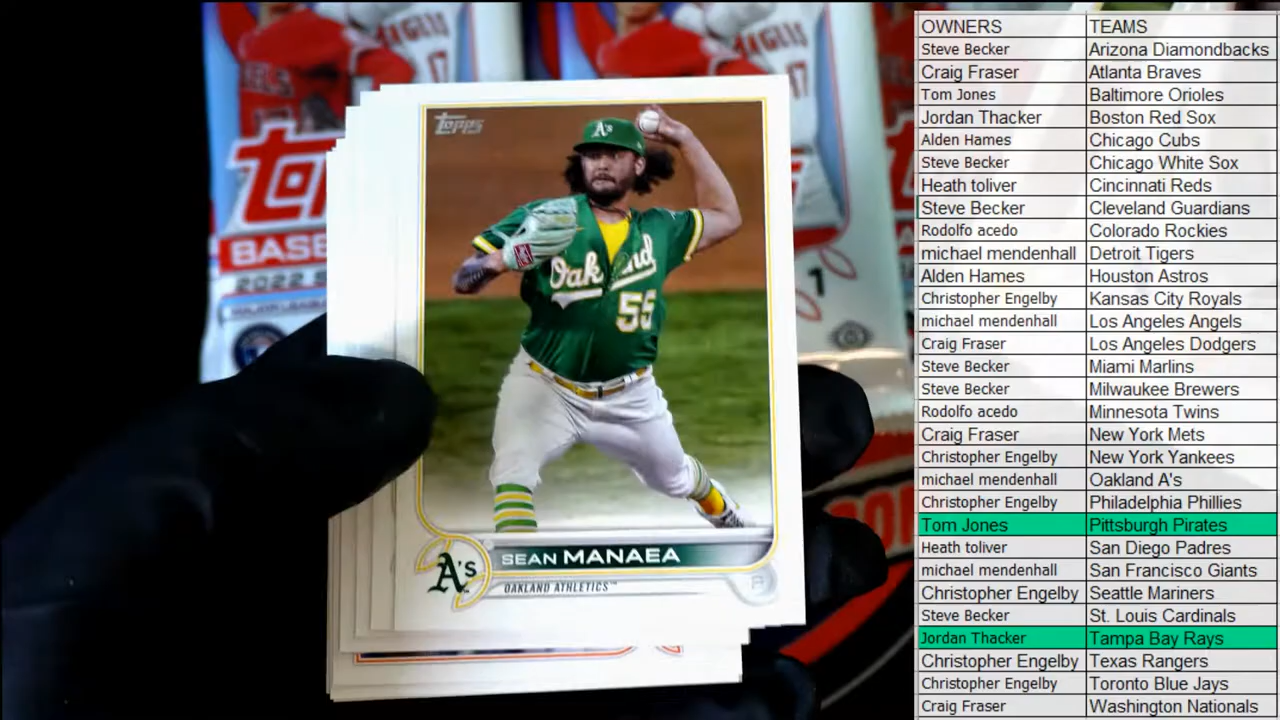 TOPPS
A's
Oakland
55
SEAN MANAEA
A's
OAKLAND ATHLETICS™
P
BASE
2022 S
1
OWNERS TEAMS
Steve Becker Arizona Diamondbacks
Craig Fraser Atlanta Braves
Tom Jones Baltimore Orioles
Jordan Thacker Boston Red Sox
Alden Hames Chicago Cubs
Steve Becker Chicago White Sox
Heath toliver Cincinnati Reds
Steve Becker Cleveland Guardians
Rodolfo acedo Colorado Rockies
michael mendenhall Detroit Tigers
Alden Hames Houston Astros
Christopher Engelby Kansas City Royals
michael mendenhall Los Angeles Angels
Craig Fraser Los Angeles Dodgers
Steve Becker Miami Marlins
Steve Becker Milwaukee Brewers
Rodolfo acedo Minnesota Twins
Craig Fraser New York Mets
Christopher Engelby New York Yankees
michael mendenhall Oakland A's
Christopher Engelby Philadelphia Phillies
Tom Jones Pittsburgh Pirates
Heath toliver San Diego Padres
michael mendenhall San Francisco Giants
Christopher Engelby Seattle Mariners
Steve Becker St. Louis Cardinals
Jordan Thacker Tampa Bay Rays
Christopher Engelby Texas Rangers
Christopher Engelby Toronto Blue Jays
Craig Fraser Washington Nationals